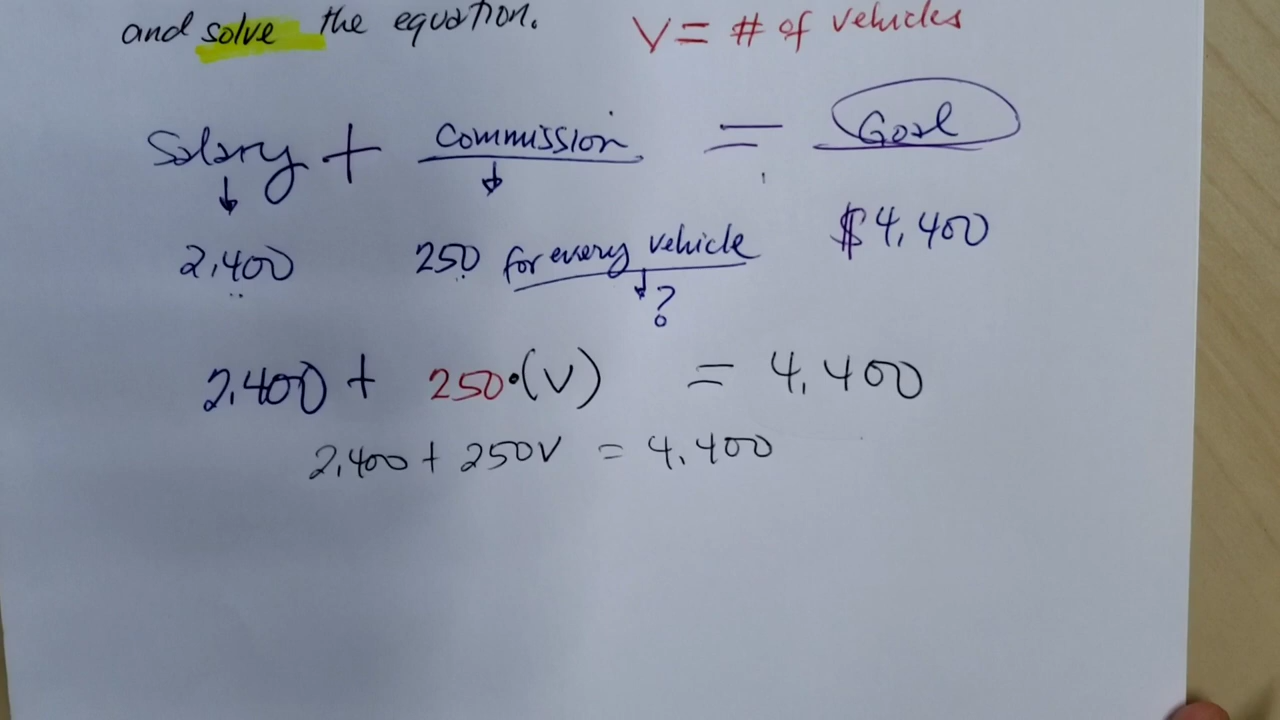 and solve the equation. V = # of vehicles
Salary + Commission = Goal
2,400 250 for every vehicle $4,400
?
2,400 + 250•(V) = 4,400
2,400 + 250V = 4,400